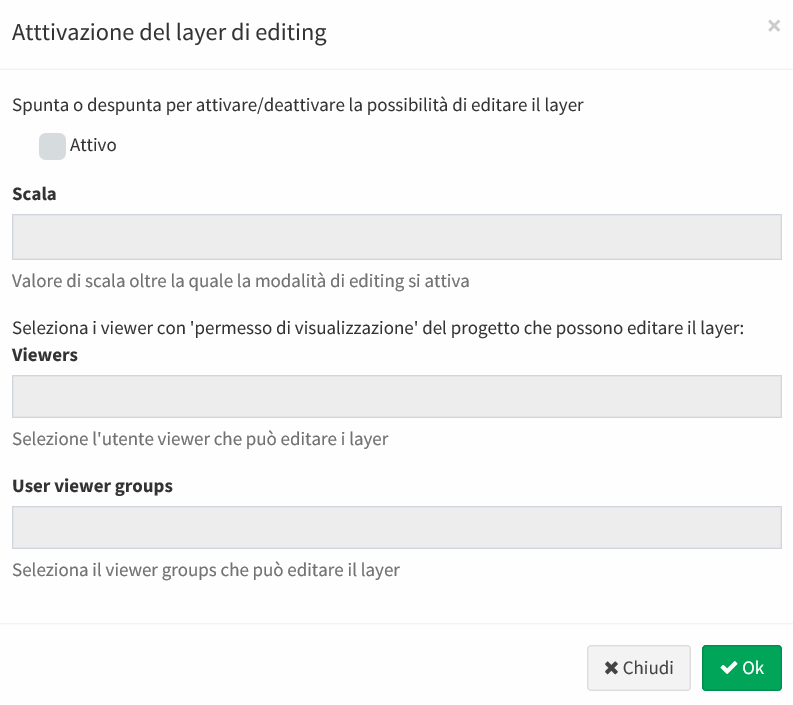 Atttivazione del layer di editing
×
Spunta o despunta per attivare/deattivare la possibilità di editare il layer
Attivo
Scala
Valore di scala oltre la quale la modalità di editing si attiva
Seleziona i viewer con 'permesso di visualizzazione' del progetto che possono editare il layer:
Viewers
Selezione l'utente viewer che può editare i layer
User viewer groups
Seleziona il viewer groups che può editare il layer
Chiudi
Ok